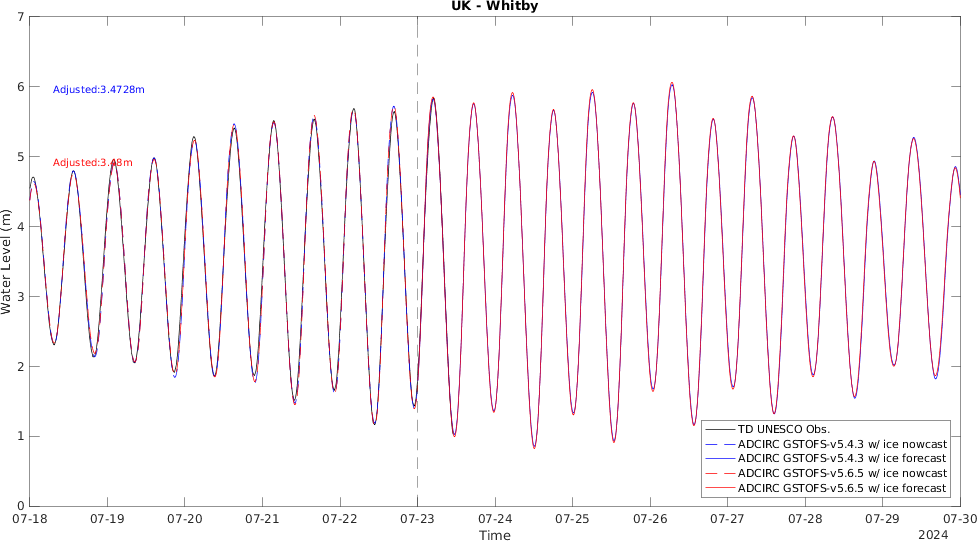 UK - Whitby
7
6
5
4
3
2
1
0
Water Level (m)
Adjusted:3.4728m
Adjusted:3.48m
TD UNESCO Obs.
ADCIRC GSTOFS-v5.4.3 w/ ice nowcast
ADCIRC GSTOFS-v5.4.3 w/ ice forecast
ADCIRC GSTOFS-v5.6.5 w/ ice nowcast
ADCIRC GSTOFS-v5.6.5 w/ ice forecast
07-18 07-19 07-20 07-21 07-22 07-23 07-24 07-25 07-26 07-27 07-28 07-29 07-30
Time
2024